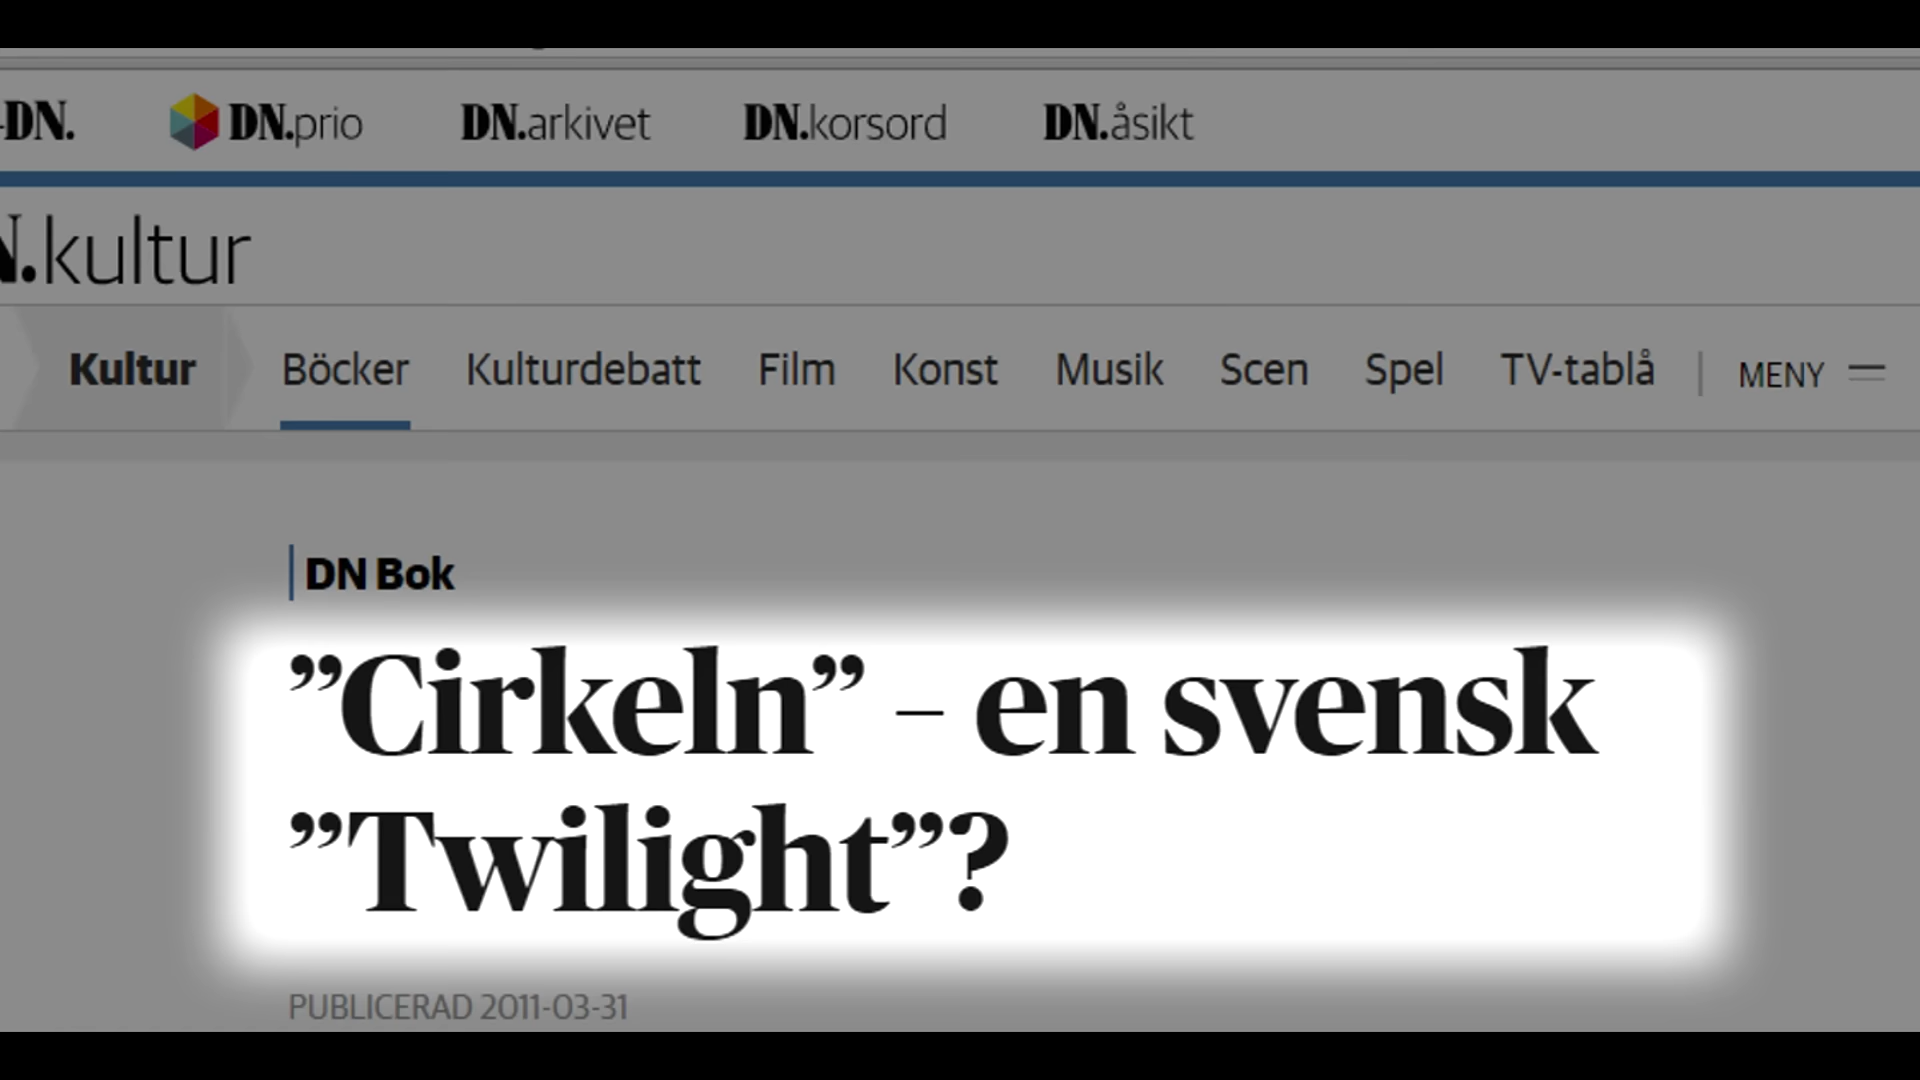 DN.
DN.prio
DN.arkivet
DN.korsord
DN.åsikt
N.kultur
Kultur
Böcker
Kulturdebatt
Film
Konst
Musik
Scen
Spel
TV-tablå
MENY
DN Bok
”Cirkeln” – en svensk
”Twilight”?
PUBLICERAD 2011-03-31